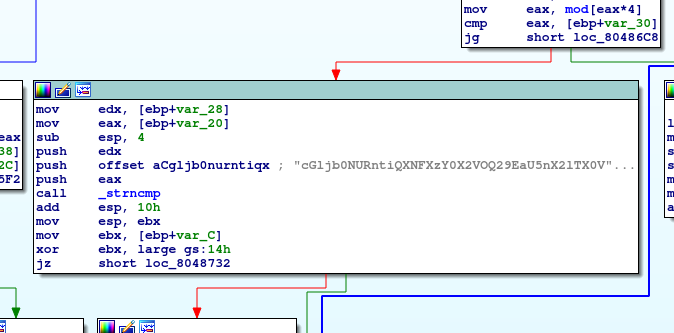 mov eax, mod[eax*4]
cmp eax, [ebp+var_30]
jg short loc_80486C8
mov edx, [ebp+var_28]
mov eax, [ebp+var_20]
sub esp, 4
push edx
push offset aCgljb0nurntiqx ; "cGljb0NURntiQXNFXzY0X2VOQ29EaU5nX2lTX0V"...
push eax
call _strncmp
add esp, 10h
mov esp, ebx
mov ebx, [ebp+var_C]
xor ebx, large gs:14h
jz short loc_8048732
eax
38]
2C]
5F2